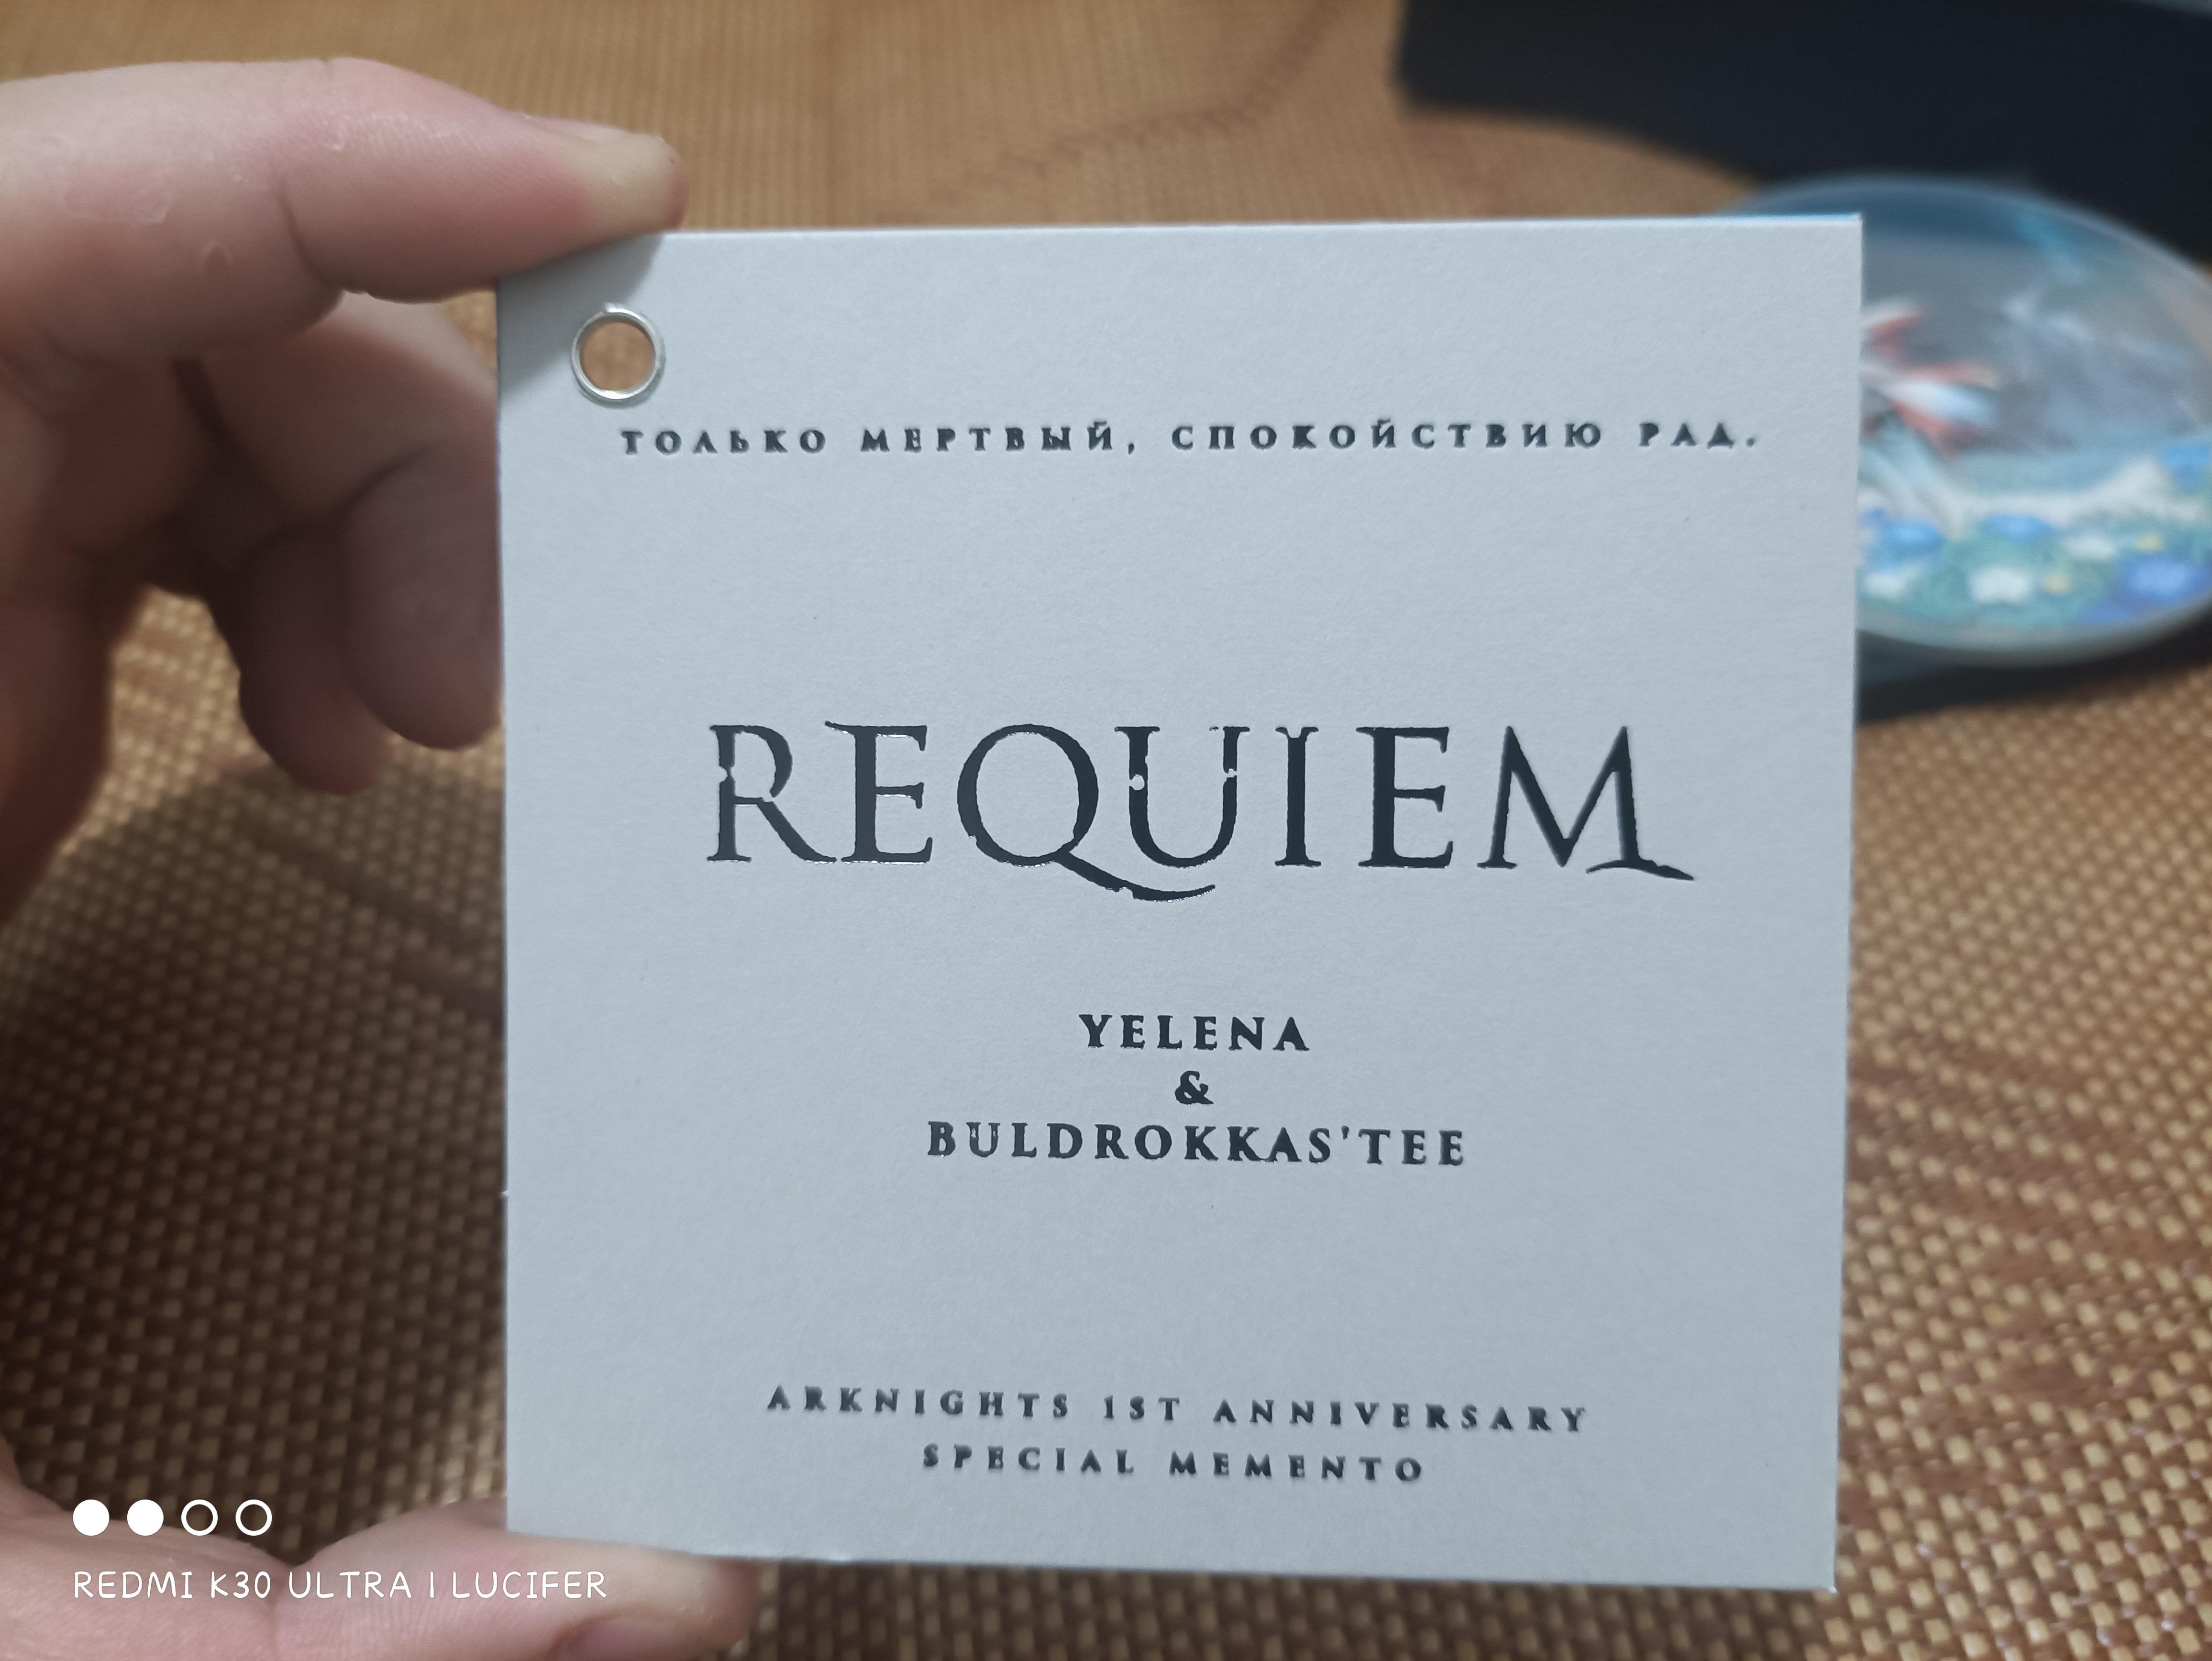 ТОЛЬКО МЕРТВЫЙ, СПОКОЙСТВИЮ РАД.
REQUIEM
YELENA
&
BULDROKKAS'TEE
ARKNIGHTS 1ST ANNIVERSARY
SPECIAL MEMENTO
REDMI K30 ULTRA | LUCIFER